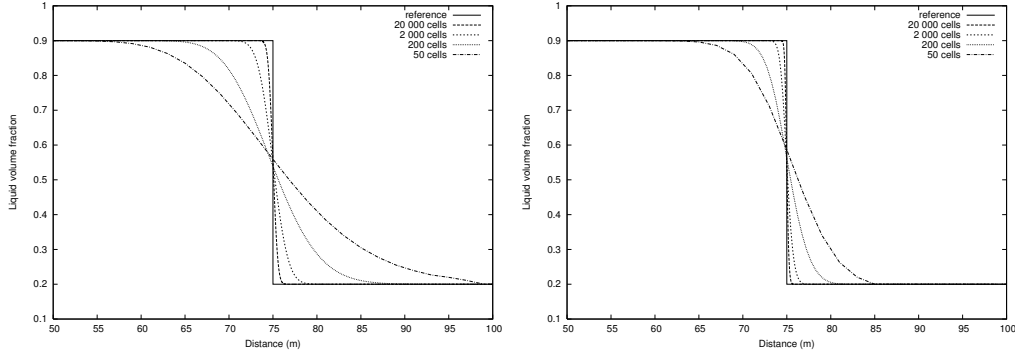 1
0.9
0.8
0.7
0.6
0.5
0.4
0.3
0.2
0.1
Liquid volume fraction
50 55 60 65 70 75 80 85 90 95 100
Distance (m)
reference
20 000 cells
2 000 cells
200 cells
50 cells
1
0.9
0.8
0.7
0.6
0.5
0.4
0.3
0.2
0.1
Liquid volume fraction
50 55 60 65 70 75 80 85 90 95 100
Distance (m)
reference
20 000 cells
2 000 cells
200 cells
50 cells